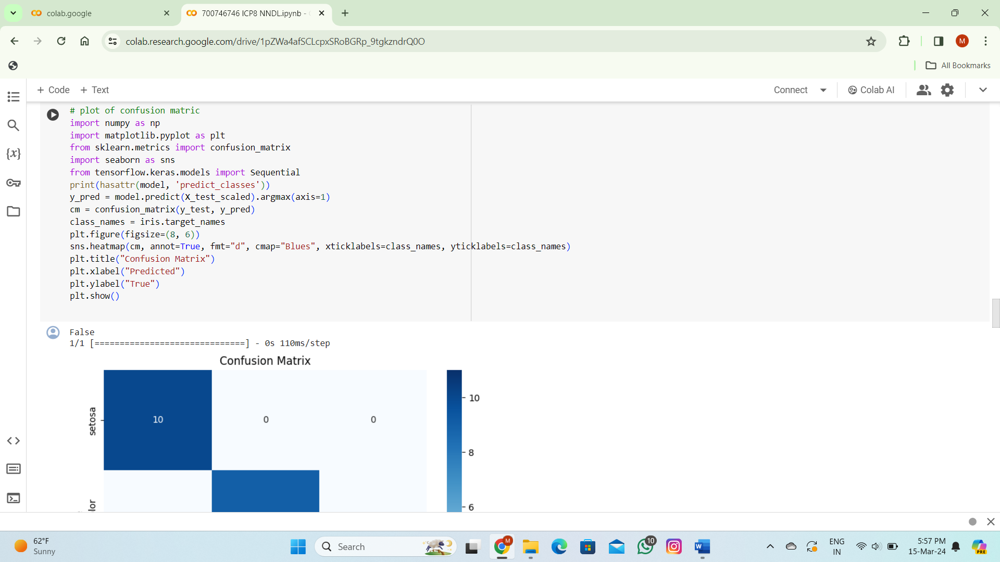 colab.google
700746746 ICP8 NNDL.ipynb -
colab.research.google.com/drive/1pZWa4afSCLcpxSRoBGRp_9tgkzndrQ0O
M
All Bookmarks
+ Code + Text
Connect
Colab AI
{x}
# plot of confusion matric
import numpy as np
import matplotlib.pyplot as plt
from sklearn.metrics import confusion_matrix
import seaborn as sns
from tensorflow.keras.models import Sequential
print(hasattr(model, 'predict_classes'))
y_pred = model.predict(X_test_scaled).argmax(axis=1)
cm = confusion_matrix(y_test, y_pred)
class_names = iris.target_names
plt.figure(figsize=(8, 6))
sns.heatmap(cm, annot=True, fmt="d", cmap="Blues", xticklabels=class_names, yticklabels=class_names)
plt.title("Confusion Matrix")
plt.xlabel("Predicted")
plt.ylabel("True")
plt.show()
False
1/1 [==============================] - 0s 110ms/step
Confusion Matrix
setosa
10 0 0
10
8
6
lor
62°F
Sunny
Search
M
10
W
ENG
IN
5:57 PM
15-Mar-24
PRE